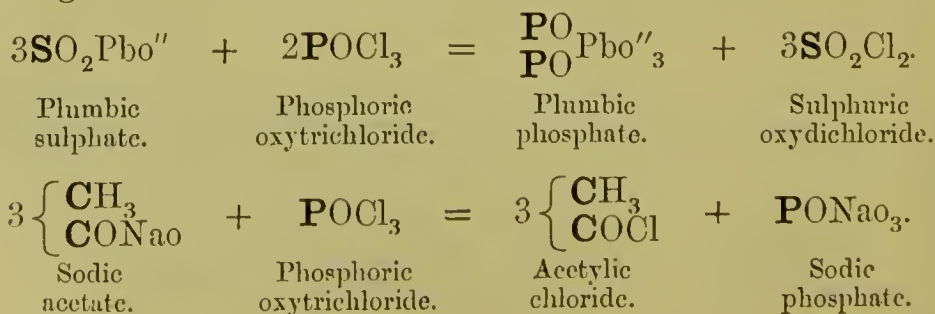 3SO₂Pbo″ + 2POCl₃ = PO PO Pbo″₃ + 3SO₂Cl₂.
Plumbic sulphate. Phosphoric oxytrichloride. Plumbic phosphate. Sulphuric oxydichloride.
3 { CH₃ CONao + POCl₃ = 3 { CH₃ COCl + PONao₃.
Sodic acetate. Phosphoric oxytrichloride. Acetylic chloride. Sodic phosphate.